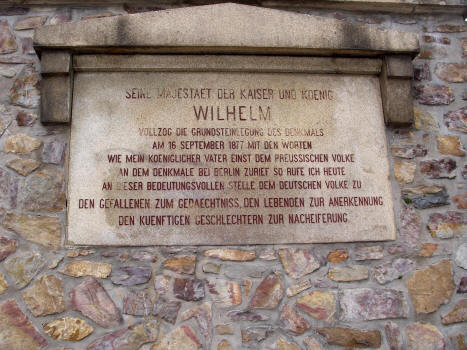 SEINE MAJESTAET DER KAISER UND KOENIG
WILHELM
VOLLZOG DIE GRUNDSTEINLEGUNG DES DENKMALS
AM 16 SEPTEMBER 1877 MIT DEN WORTEN
WIE MEIN KOENIGLICHER VATER EINST DEM PREUSSISCHEN VOLKE
AN DEM DENKMALE BEI BERLIN ZURIEF SO RUFE ICH HEUTE
AN DIESER BEDEUTUNGSVOLLEN STELLE DEM DEUTSCHEN VOLKE ZU
DEN GEFALLENEN ZUM GEDAECHTNISS, DEN LEBENDEN ZUR ANERKENNUNG
DEN KUENFTIGEN GESCHLECHTERN ZUR NACHEIFERUNG